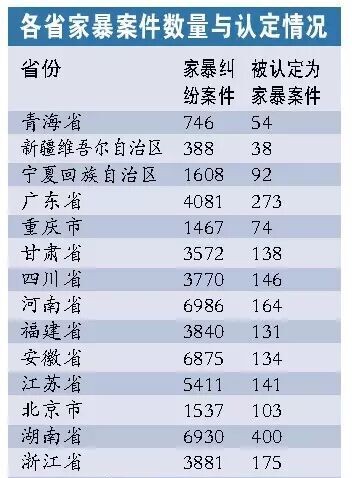 各省家暴案件数量与认定情况
省份 家暴纠纷案件 被认定为家暴案件
青海省 746 54
新疆维吾尔自治区 388 38
宁夏回族自治区 1608 92
广东省 4081 273
重庆市 1467 74
甘肃省 3572 138
四川省 3770 146
河南省 6986 164
福建省 3840 131
安徽省 6875 134
江苏省 5411 141
北京市 1537 103
湖南省 6930 400
浙江省 3881 175